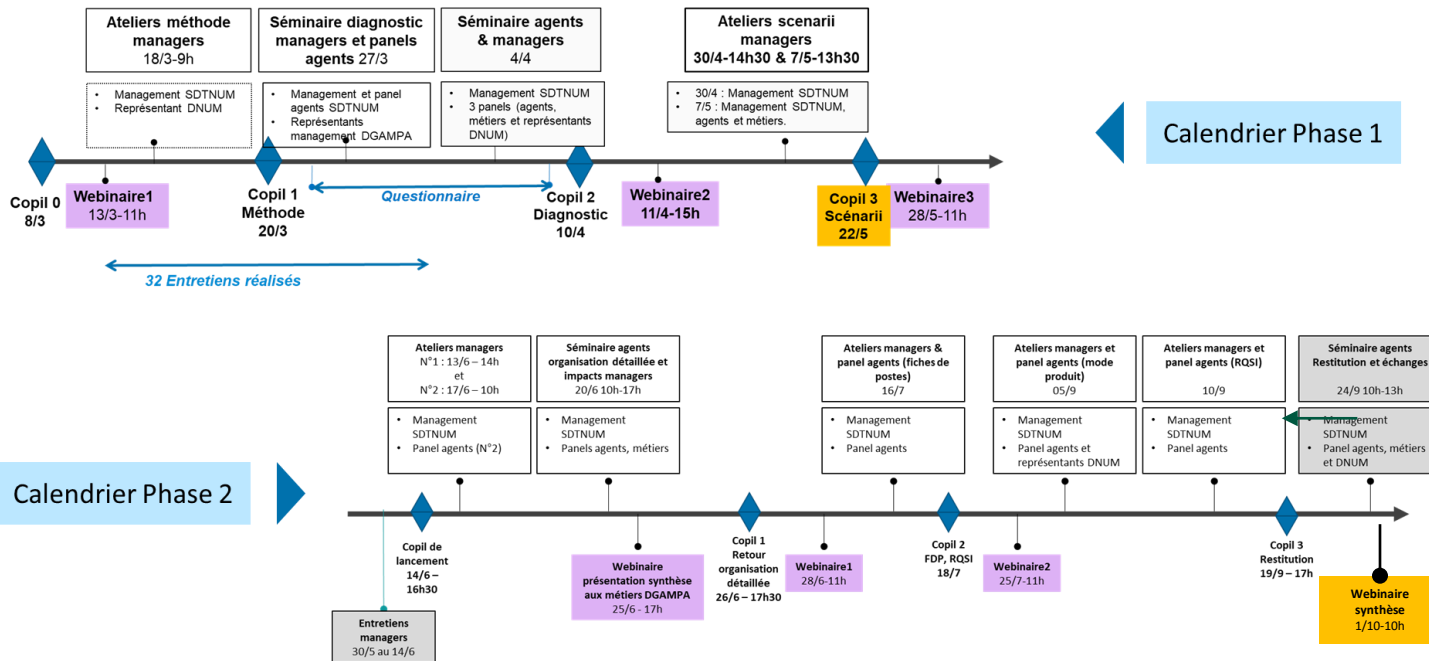 Ateliers méthode
managers
18/3-9h
Séminaire diagnostic
managers et panels
agents 27/3
Séminaire agents
& managers
4/4
Ateliers scenarii
managers
30/4-14h30 & 7/5-13h30
• Management SDTNUM
• Représentant DNUM
• Management et panel
agents SDTNUM
• Représentants
management DGAMPA
• Management SDTNUM
• 3 panels (agents,
métiers et représentants
DNUM)
• 30/4 : Management SDTNUM
• 7/5 : Management SDTNUM,
agents et métiers.
Calendrier Phase 1
Copil 0
8/3
Webinaire1
13/3-11h
Copil 1
Méthode
20/3
Questionnaire
Copil 2
Diagnostic
10/4
Webinaire2
11/4-15h
Copil 3
Scénarii
22/5
Webinaire3
28/5-11h
32 Entretiens réalisés
Ateliers managers
N°1 : 13/6 – 14h
et
N°2 : 17/6 – 10h
Séminaire agents
organisation détaillée et
impacts managers
20/6 10h-17h
Ateliers managers &
panel agents (fiches de
postes)
16/7
Ateliers managers et
panel agents (mode
produit)
05/9
Ateliers managers et
panel agents (RQSI)
10/9
Séminaire agents
Restitution et échanges
24/9 10h-13h
• Management
SDTNUM
• Panel agents (N°2)
• Management
SDTNUM
• Panels agents, métiers
• Management
SDTNUM
• Panel agents
• Management
SDTNUM
• Panel agents et
représentants DNUM
• Management
SDTNUM
• Panel agents
• Management
SDTNUM
• Panel agents, métiers
et DNUM
Calendrier Phase 2
Copil de
lancement
14/6 –
16h30
Webinaire
présentation synthèse
aux métiers DGAMPA
25/6 - 17h
Copil 1
Retour
organisation
détaillée
26/6 – 17h30
Webinaire1
28/6-11h
Copil 2
FDP, RQSI
18/7
Webinaire2
25/7-11h
Copil 3
Restitution
19/9 – 17h
Webinaire
synthèse
1/10-10h
Entretiens
managers
30/5 au 14/6